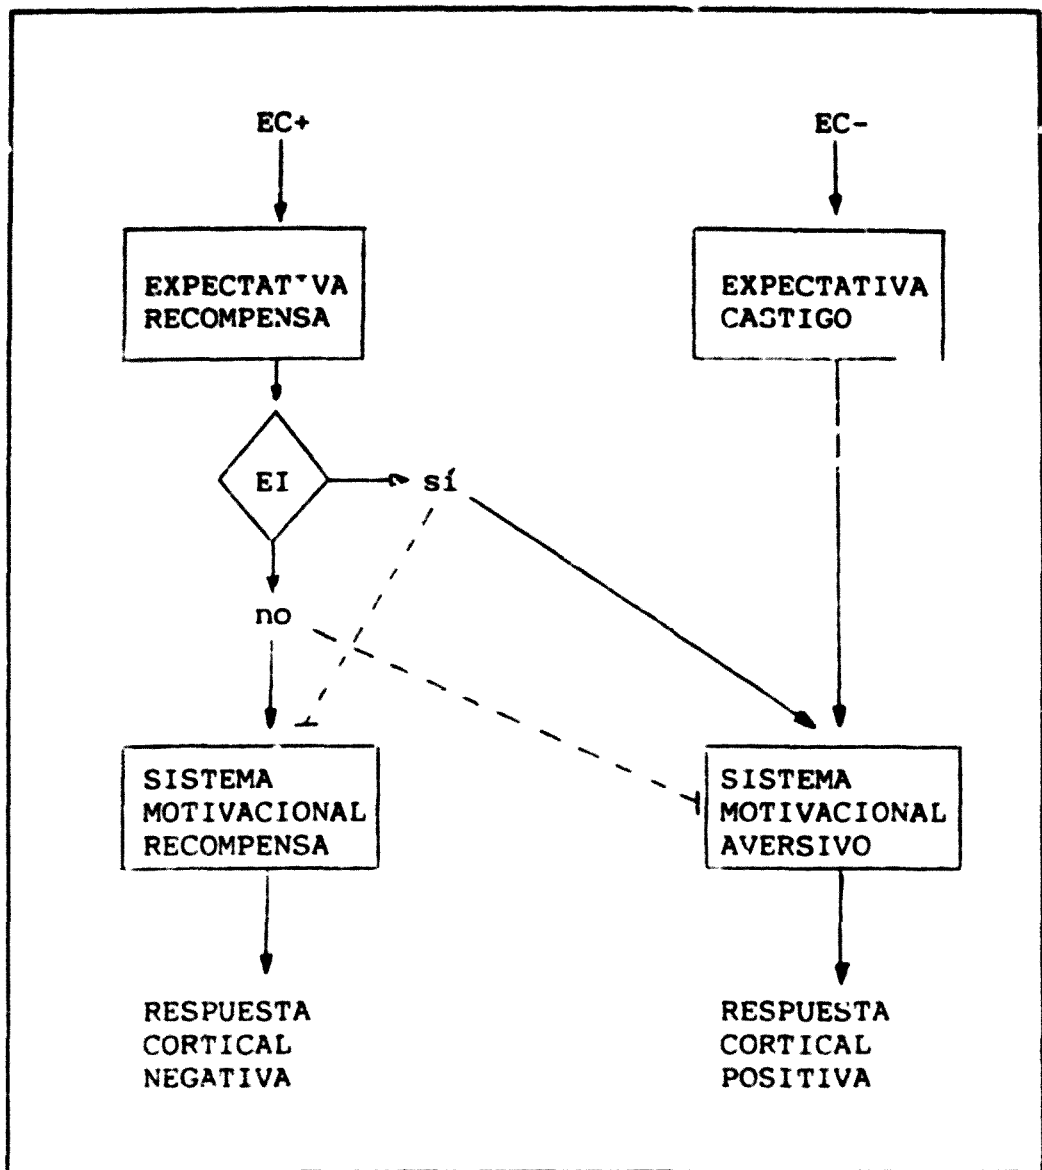 EC+
EC-
EXPECTATIVA
RECOMPENSA
EXPECTATIVA
CASTIGO
EI
sí
no
SISTEMA
MOTIVACIONAL
RECOMPENSA
SISTEMA
MOTIVACIONAL
AVERSIVO
RESPUESTA
CORTICAL
NEGATIVA
RESPUESTA
CORTICAL
POSITIVA